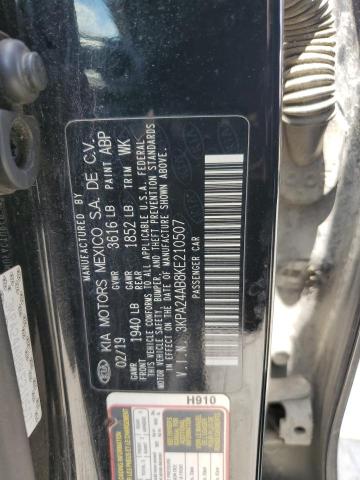 MANUFACTURED BY
KIA KIA MOTORS MEXICO S.A. DE C.V.
02/19 GVWR 3616 LB PAINT ABP
GAWR FRONT 1940 LB GAWR REAR 1852 LB TRIM WK
THIS VEHICLE CONFORMS TO ALL APPLICABLE U.S.A. FEDERAL
MOTOR VEHICLE SAFETY, BUMPER, AND THEFT PREVENTION STANDARDS
IN EFFECT ON THE DATE OF MANUFACTURE SHOWN ABOVE.
V.I.N.: 3KPA24AB8KE210507
PASSENGER CAR
H910